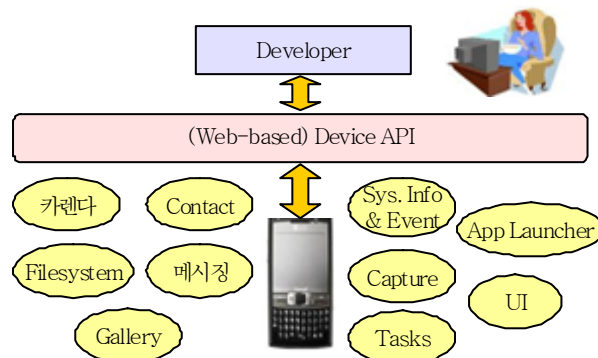 Developer
(Web-based) Device API
카렌다
Contact
Sys. Info
& Event
App Launcher
Filesystem
메시징
Capture
UI
Gallery
Tasks